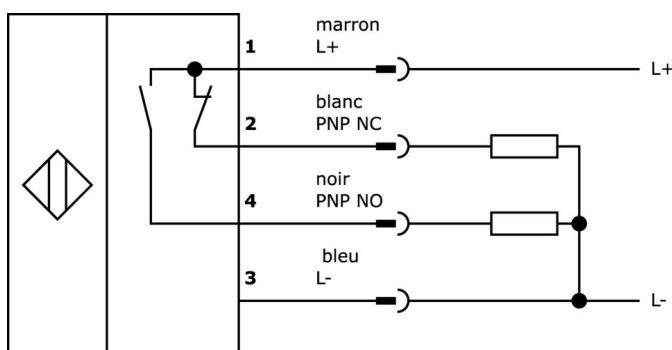 1 marron
L+
L+
2 blanc
PNP NC
4 noir
PNP NO
3 bleu
L-
L-